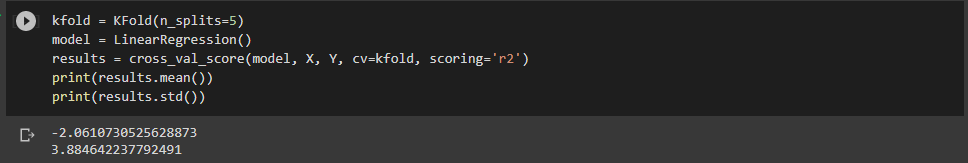 kfold = KFold(n_splits=5)
model = LinearRegression()
results = cross_val_score(model, X, Y, cv=kfold, scoring='r2')
print(results.mean())
print(results.std())
-2.0610730525628873
3.884642237792491